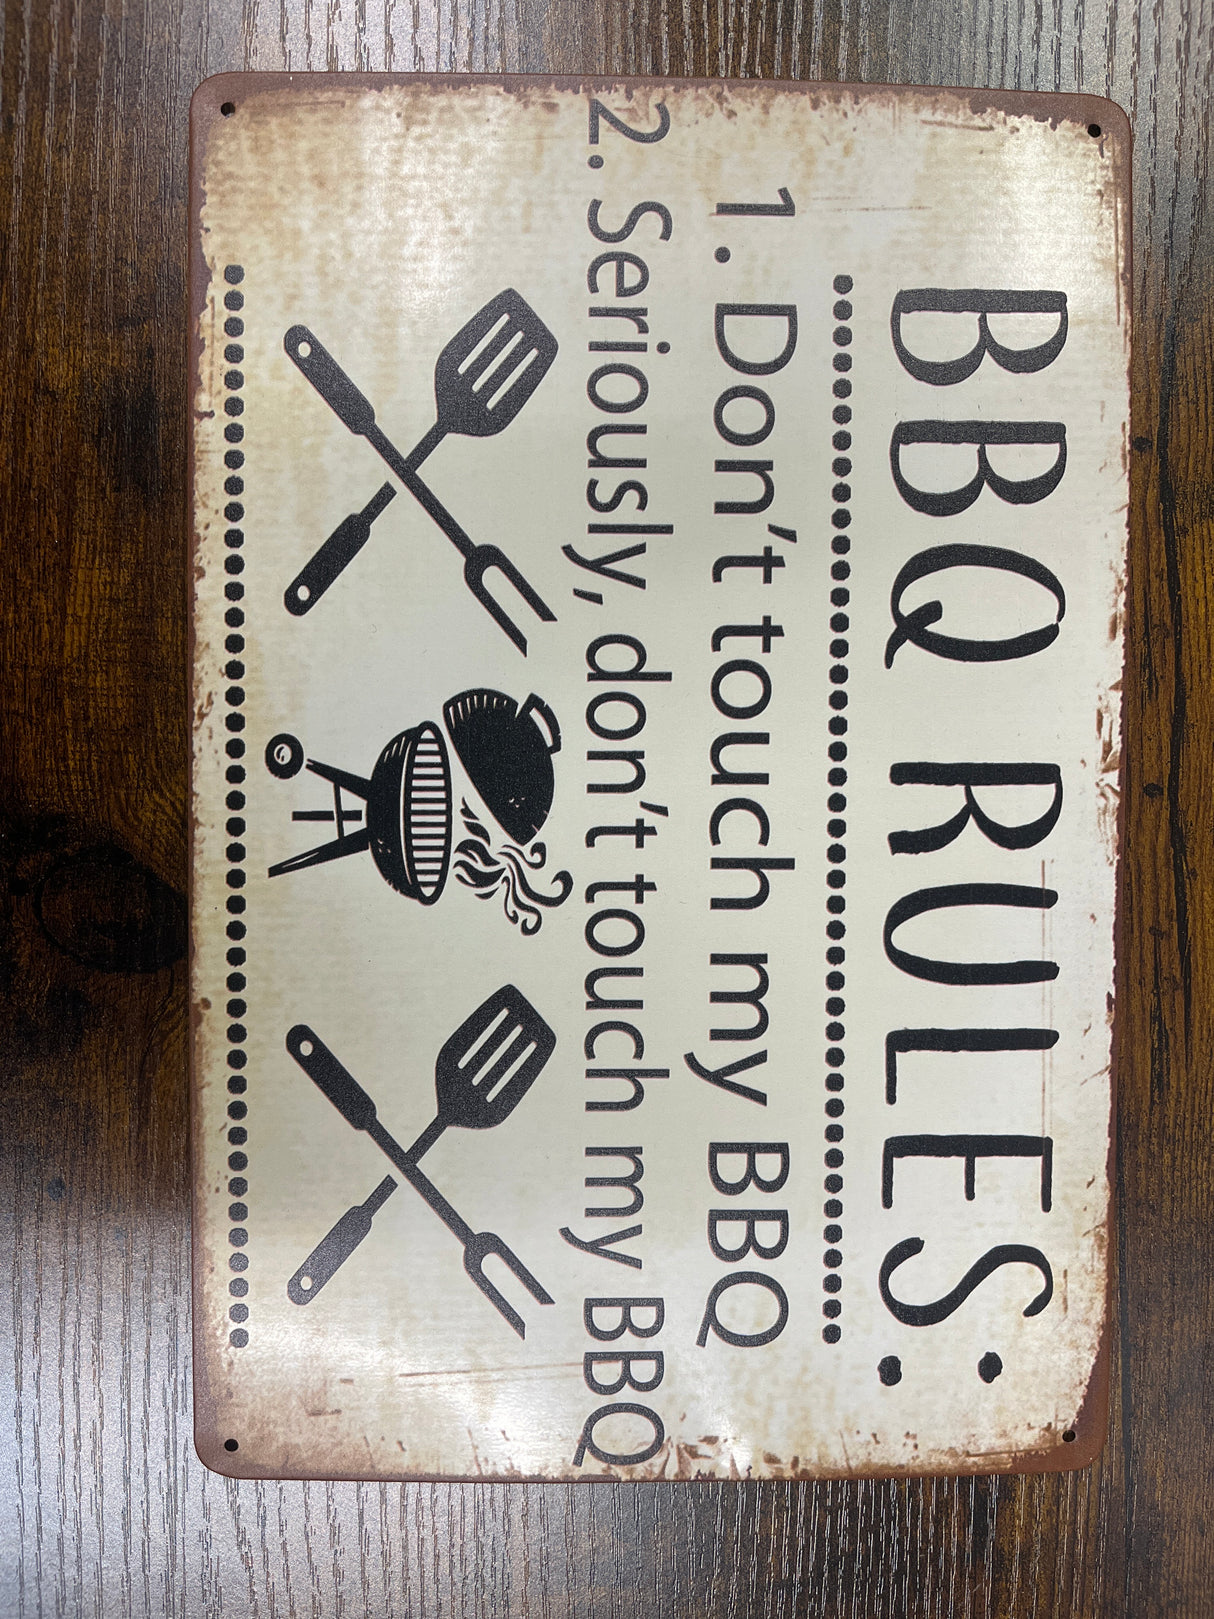 BBQ RULES:
1. Don't touch my BBQ
2. Seriously, don't touch my BBQ